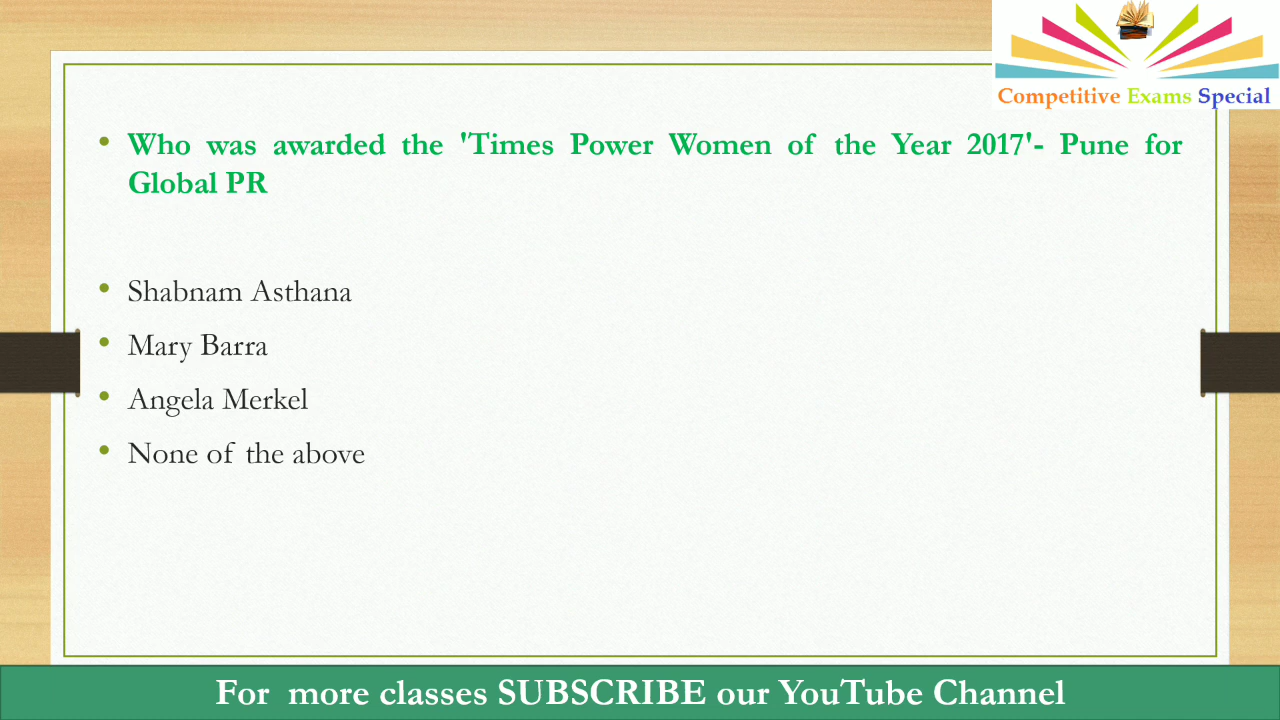 Competitive Exams Special
• Who was awarded the 'Times Power Women of the Year 2017'- Pune for
Global PR
• Shabnam Asthana
• Mary Barra
• Angela Merkel
• None of the above
For more classes SUBSCRIBE our YouTube Channel